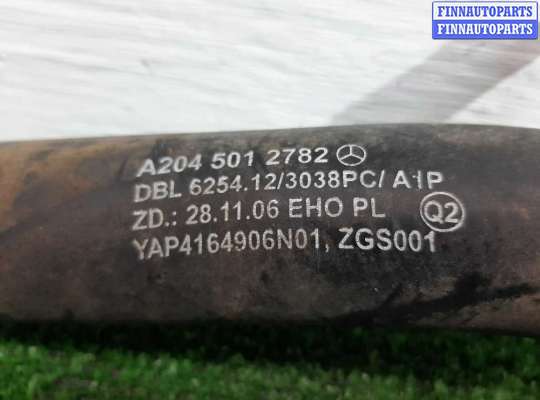 FINNAUTOPARTS
FINNAUTOPARTS
A204 501 2782
DBL 6254.12/3038PC/ A1P
ZD.: 28.11.06 EHO PL
Q2
YAP4164906N01, ZGS001